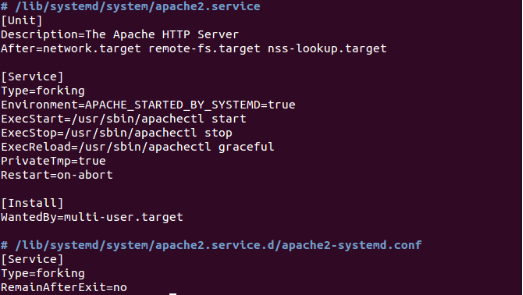 # /lib/systemd/system/apache2.service
[Unit]
Description=The Apache HTTP Server
After=network.target remote-fs.target nss-lookup.target

[Service]
Type=forking
Environment=APACHE_STARTED_BY_SYSTEMD=true
ExecStart=/usr/sbin/apachectl start
ExecStop=/usr/sbin/apachectl stop
ExecReload=/usr/sbin/apachectl graceful
PrivateTmp=true
Restart=on-abort

[Install]
WantedBy=multi-user.target

# /lib/systemd/system/apache2.service.d/apache2-systemd.conf
[Service]
Type=forking
RemainAfterExit=no